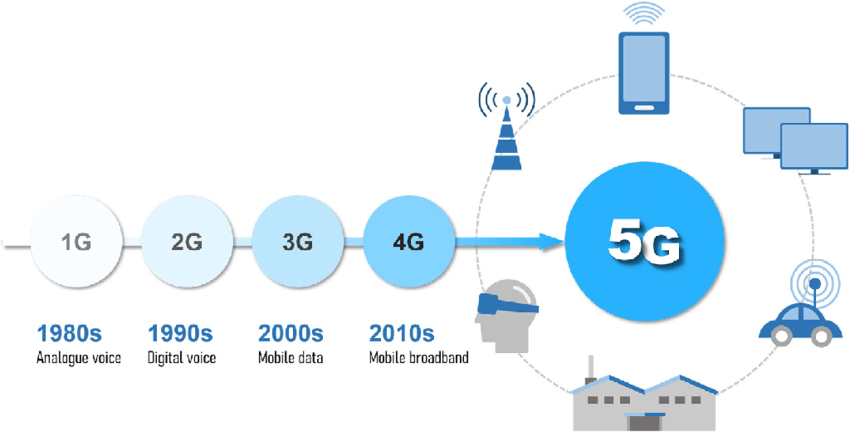 1G
2G
3G
4G
5G
1980s
Analogue voice
1990s
Digital voice
2000s
Mobile data
2010s
Mobile broadband